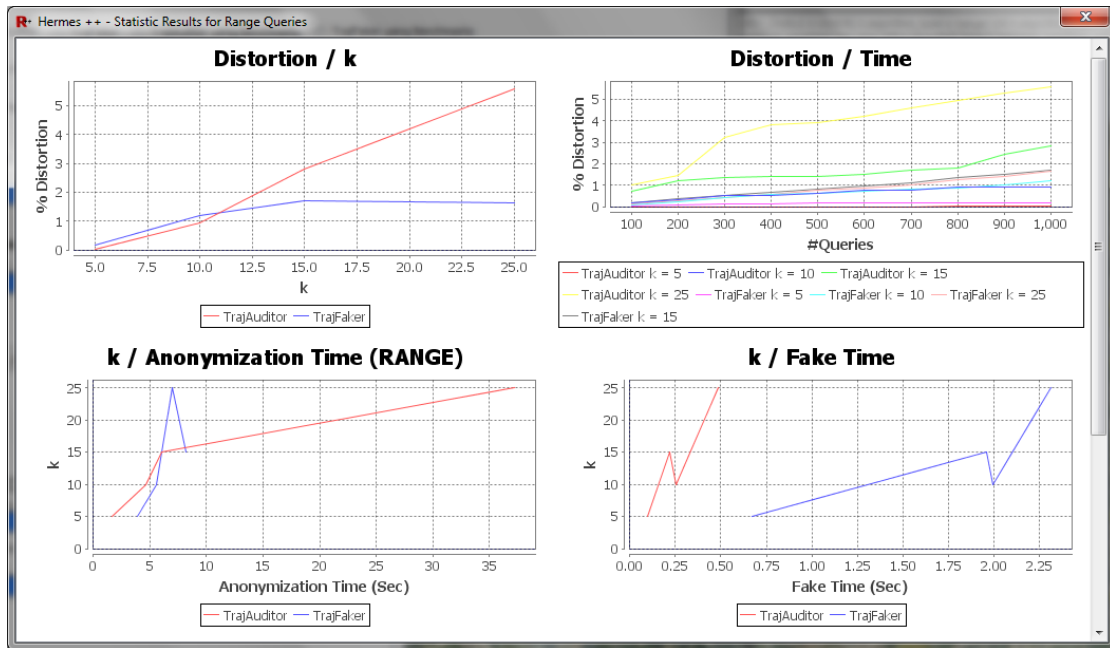 Hermes ++ - Statistic Results for Range Queries
Distortion / k
% Distortion
5
4
3
2
1
0
5.0 7.5 10.0 12.5 15.0 17.5 20.0 22.5 25.0
k
TrajAuditor TrajFaker
Distortion / Time
% Distortion
5
4
3
2
1
0
100 200 300 400 500 600 700 800 900 1,000
#Queries
TrajAuditor k = 5 TrajAuditor k = 10 TrajAuditor k = 15
TrajAuditor k = 25 TrajFaker k = 5 TrajFaker k = 10 TrajFaker k = 25
TrajFaker k = 15
k / Anonymization Time (RANGE)
k
25
20
15
10
5
0
0 5 10 15 20 25 30 35
Anonymization Time (Sec)
TrajAuditor TrajFaker
k / Fake Time
k
25
20
15
10
5
0
0.00 0.25 0.50 0.75 1.00 1.25 1.50 1.75 2.00 2.25
Fake Time (Sec)
TrajAuditor TrajFaker